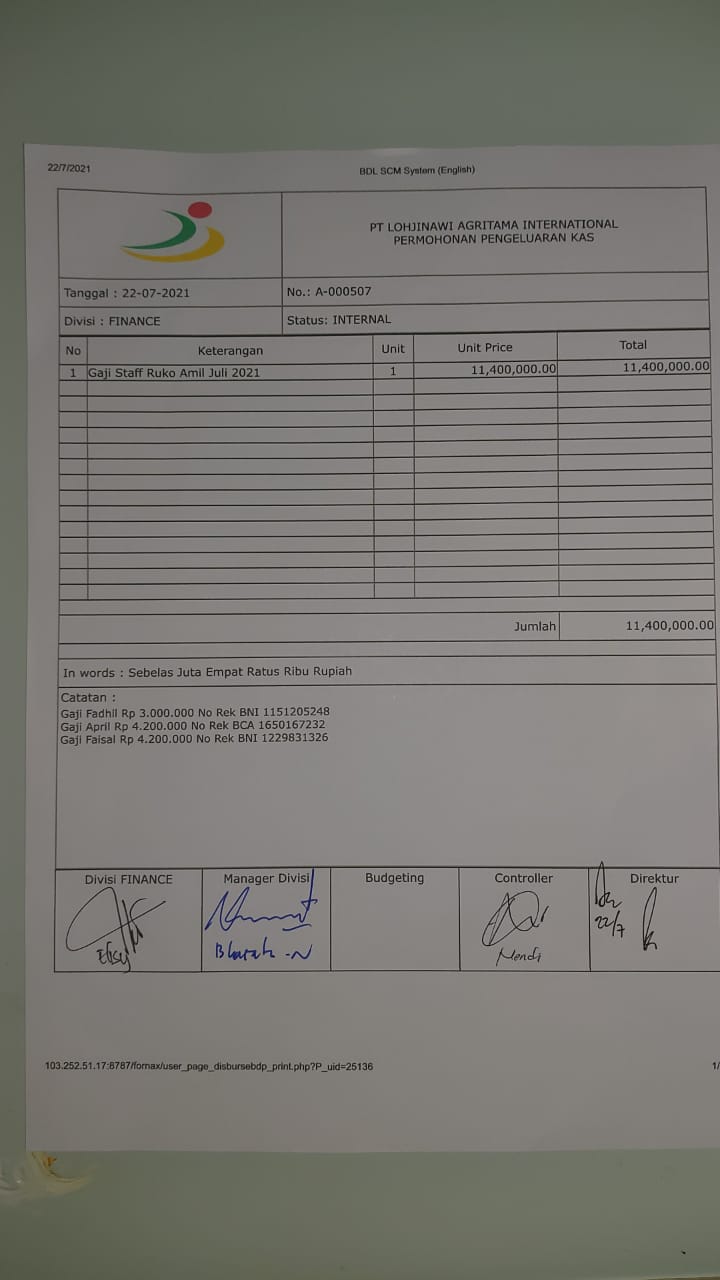 22/7/2021 BDL SCM System (English)
PT LOHJINAWI AGRITAMA INTERNATIONAL
PERMOHONAN PENGELUARAN KAS
Tanggal : 22-07-2021 No.: A-000507
Divisi : FINANCE Status: INTERNAL
No Keterangan Unit Unit Price Total
1 Gaji Staff Ruko Amil Juli 2021 1 11,400,000.00 11,400,000.00
Jumlah 11,400,000.00
In words : Sebelas Juta Empat Ratus Ribu Rupiah
Catatan :
Gaji Fadhil Rp 3.000.000 No Rek BNI 1151205248
Gaji April Rp 4.200.000 No Rek BCA 1650167232
Gaji Faisal Rp 4.200.000 No Rek BNI 1229831326
Divisi FINANCE Manager Divisi Budgeting Controller Direktur
22/7
Mendi
103.252.51.17:8787/fomax/user_page_disbursebdp_print.php?P_uid=25136 1/